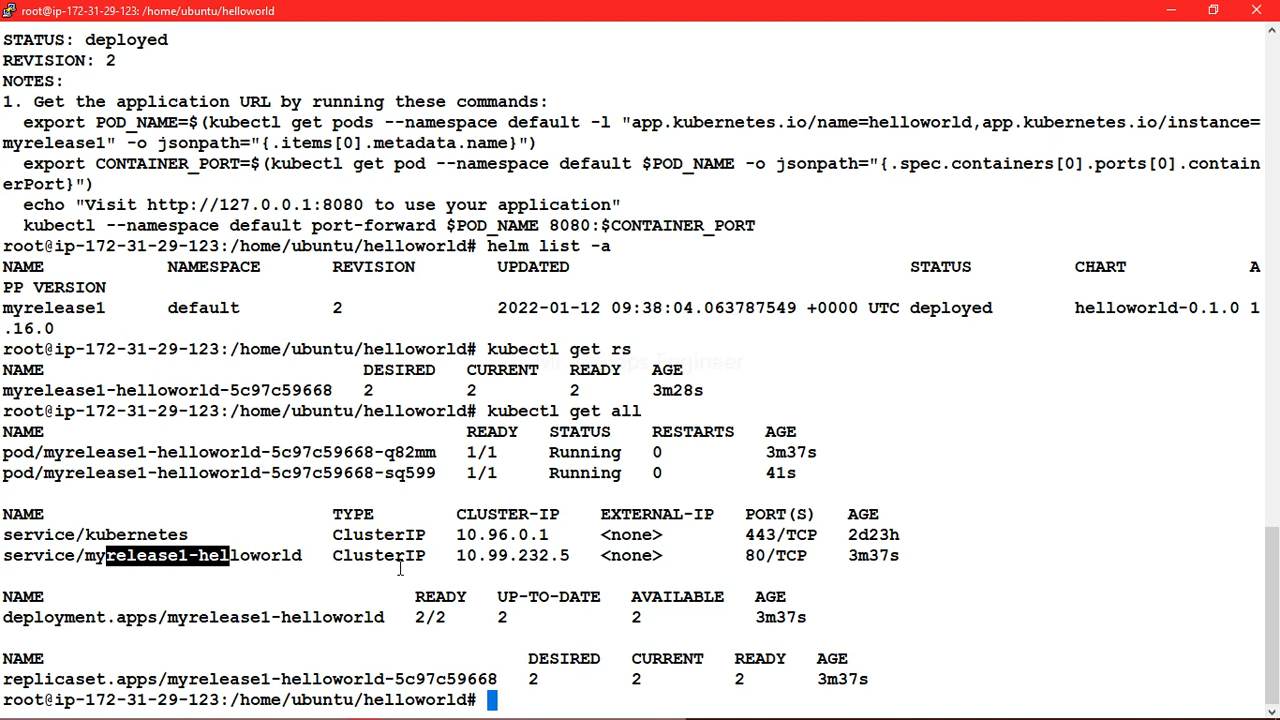 root@ip-172-31-29-123: /home/ubuntu/helloworld
STATUS: deployed
REVISION: 2
NOTES:
1. Get the application URL by running these commands:
  export POD_NAME=$(kubectl get pods --namespace default -l "app.kubernetes.io/name=helloworld,app.kubernetes.io/instance=
myrelease1" -o jsonpath="{.items[0].metadata.name}")
  export CONTAINER_PORT=$(kubectl get pod --namespace default $POD_NAME -o jsonpath="{.spec.containers[0].ports[0].contain
erPort}")
  echo "Visit http://127.0.0.1:8080 to use your application"
  kubectl --namespace default port-forward $POD_NAME 8080:$CONTAINER_PORT
root@ip-172-31-29-123:/home/ubuntu/helloworld# helm list -a
NAME            NAMESPACE       REVISION        UPDATED                                 STATUS          CHART            A
PP VERSION
myrelease1      default         2               2022-01-12 09:38:04.063787549 +0000 UTC deployed        helloworld-0.1.0 1
.16.0
root@ip-172-31-29-123:/home/ubuntu/helloworld# kubectl get rs
NAME                               DESIRED   CURRENT   READY   AGE
myrelease1-helloworld-5c97c59668   2         2         2       3m28s
root@ip-172-31-29-123:/home/ubuntu/helloworld# kubectl get all
NAME                                         READY   STATUS    RESTARTS   AGE
pod/myrelease1-helloworld-5c97c59668-q82mm   1/1     Running   0          3m37s
pod/myrelease1-helloworld-5c97c59668-sq599   1/1     Running   0          41s
NAME                            TYPE        CLUSTER-IP    EXTERNAL-IP   PORT(S)   AGE
service/kubernetes              ClusterIP   10.96.0.1     <none>        443/TCP   2d23h
service/myrelease1-helloworld   ClusterIP   10.99.232.5   <none>        80/TCP    3m37s
NAME                                    READY   UP-TO-DATE   AVAILABLE   AGE
deployment.apps/myrelease1-helloworld   2/2     2            2           3m37s
NAME                                               DESIRED   CURRENT   READY   AGE
replicaset.apps/myrelease1-helloworld-5c97c59668   2         2         2       3m37s
root@ip-172-31-29-123:/home/ubuntu/helloworld#